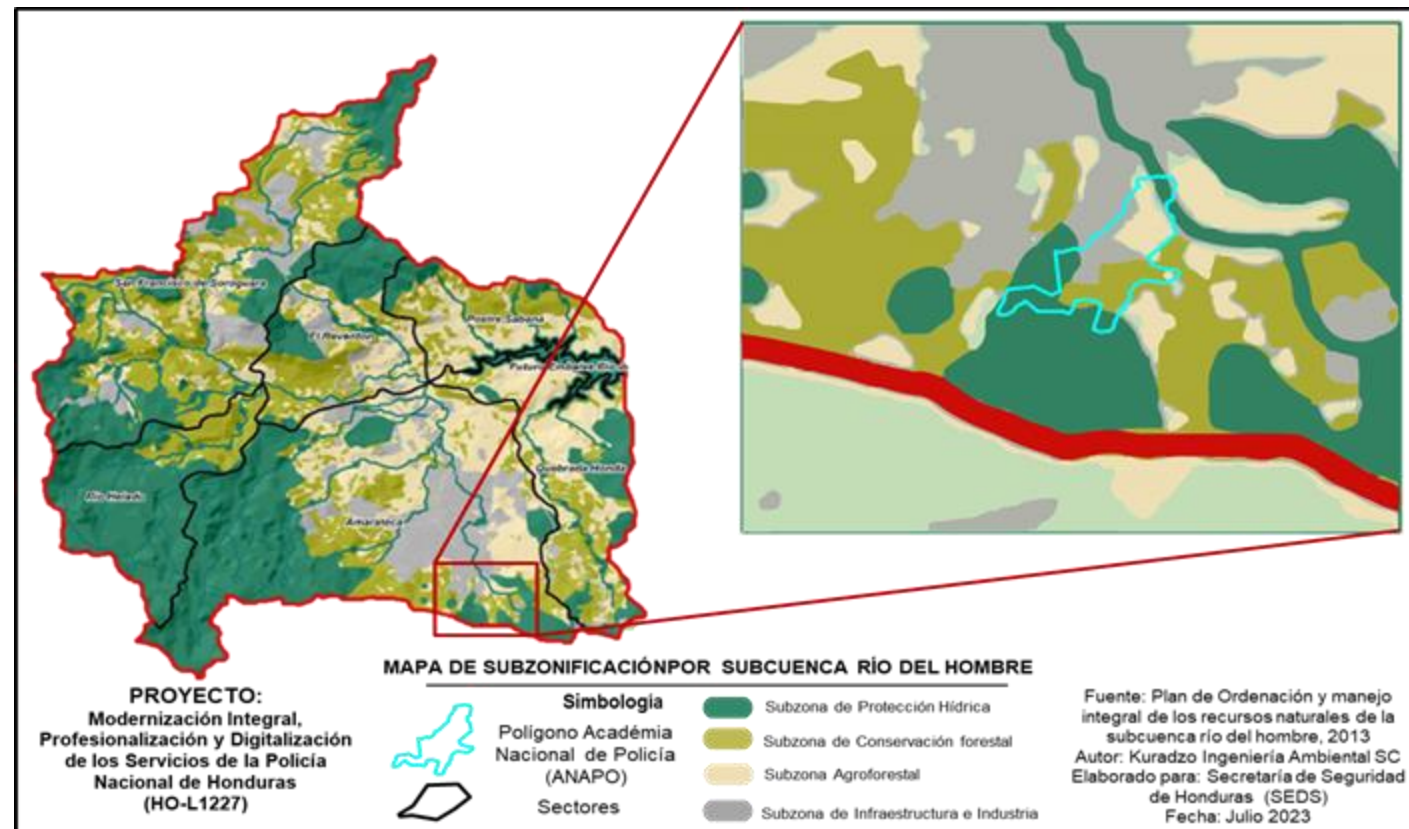 San Francisco de Soroguara
El Reventón
Postre Sabana
Quebrada Honda
Río Helado
Amarateca
MAPA DE SUBZONIFICACIÓNPOR SUBCUENCA RÍO DEL HOMBRE
PROYECTO:
Modernización Integral,
Profesionalización y Digitalización
de los Servicios de la Policía
Nacional de Honduras
(HO-L1227)
Simbología
Polígono Académia
Nacional de Policía
(ANAPO)
Sectores
Subzona de Protección Hídrica
Subzona de Conservación forestal
Subzona Agroforestal
Subzona de Infraestructura e Industria
Fuente: Plan de Ordenación y manejo
integral de los recursos naturales de la
subcuenca río del hombre, 2013
Autor: Kuradzo Ingeniería Ambiental SC
Elaborado para: Secretaría de Seguridad
de Honduras (SEDS)
Fecha: Julio 2023